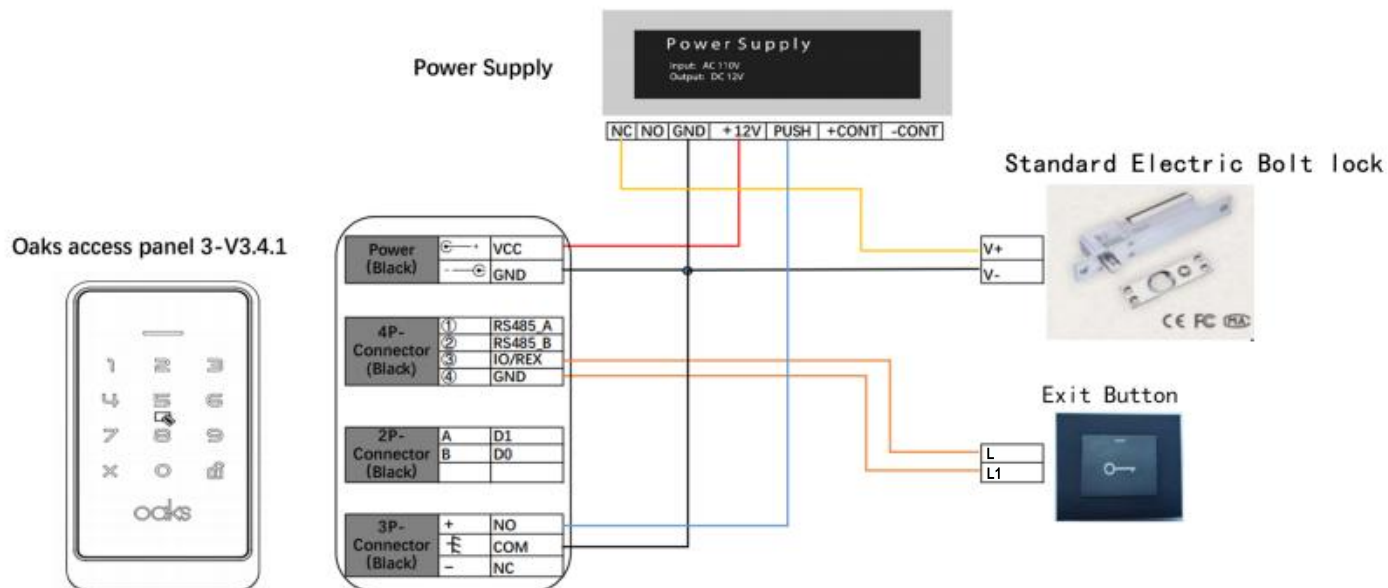 Power Supply
Power Supply
Input: AC 110V
Output: DC 12V
NC NO GND +12V PUSH +CONT -CONT
Standard Electric Bolt lock
V+
V-
CE FC MA
Oaks access panel 3-V3.4.1
1 2 3
4 5 6
7 8 9
0
oaks
Power (Black)
VCC
GND
4P-Connector (Black)
① RS485_A
② RS485_B
③ IO/REX
④ GND
2P-Connector (Black)
A D1
B D0
3P-Connector (Black)
+ NO
COM
- NC
Exit Button
L
L1